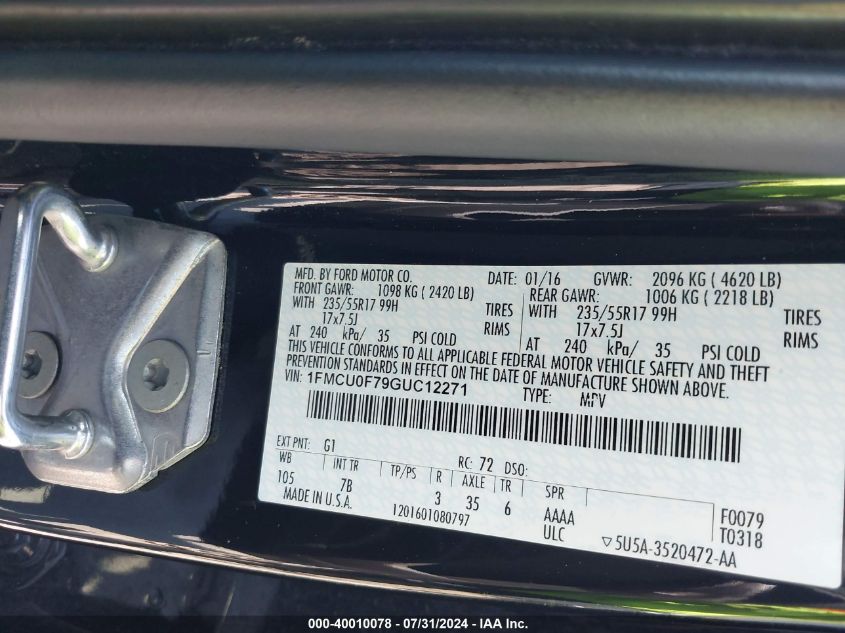 MFD. BY FORD MOTOR CO. DATE: 01/16 GVWR: 2096 KG ( 4620 LB)
FRONT GAWR: 1098 KG ( 2420 LB) REAR GAWR: 1006 KG ( 2218 LB)
WITH 235/55R17 99H TIRES WITH 235/55R17 99H TIRES
17x7.5J RIMS 17x7.5J RIMS
AT 240 kPa/ 35 PSI COLD AT 240 kPa/ 35 PSI COLD
THIS VEHICLE CONFORMS TO ALL APPLICABLE FEDERAL MOTOR VEHICLE SAFETY AND THEFT
PREVENTION STANDARDS IN EFFECT ON THE DATE OF MANUFACTURE SHOWN ABOVE.
VIN: 1FMCU0F79GUC12271 TYPE: MPV
EXT PNT: G1 RC: 72 DSO:
WB INT TR TP/PS R AXLE TR SPR
105 7B 3 35 6 AAAA F0079
MADE IN U.S.A. 1201601080797 ULC T0318
▽5U5A-3520472-AA
000-40010078 - 07/31/2024 - IAA Inc.